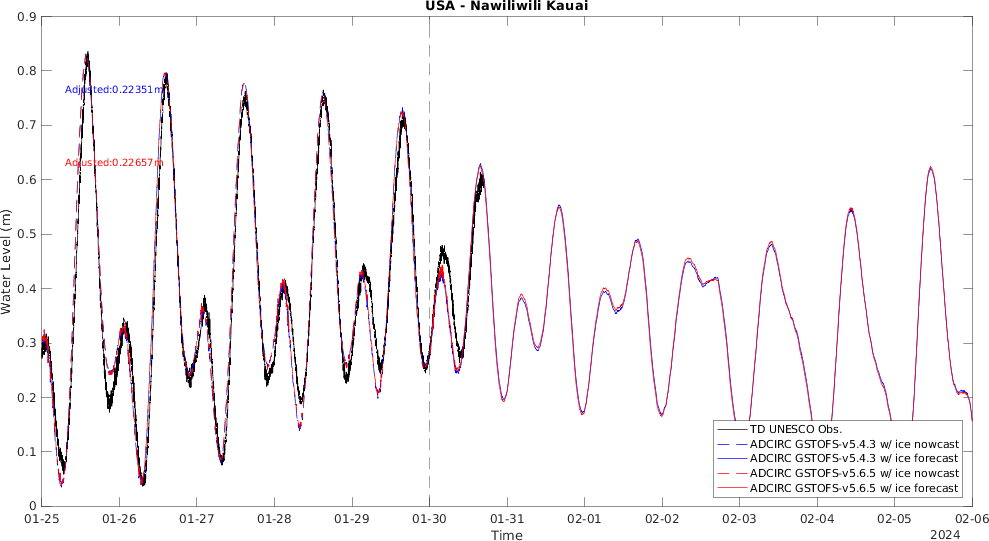 USA - Nawiliwili Kauai
0.9
0.8
0.7
0.6
0.5
0.4
0.3
0.2
0.1
0
Water Level (m)
Adjusted:0.22351m
Adjusted:0.22657m
TD UNESCO Obs.
ADCIRC GSTOFS-v5.4.3 w/ ice nowcast
ADCIRC GSTOFS-v5.4.3 w/ ice forecast
ADCIRC GSTOFS-v5.6.5 w/ ice nowcast
ADCIRC GSTOFS-v5.6.5 w/ ice forecast
01-25 01-26 01-27 01-28 01-29 01-30 01-31 02-01 02-02 02-03 02-04 02-05 02-06
Time
2024